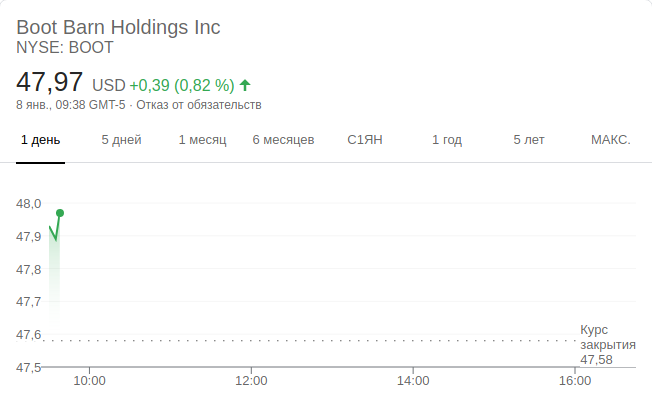 Boot Barn Holdings Inc
NYSE: BOOT
47,97 USD +0,39 (0,82 %)
8 янв., 09:38 GMT-5 · Отказ от обязательств
1 день 5 дней 1 месяц 6 месяцев С1ЯН 1 год 5 лет МАКС.
48,0
47,9
47,8
47,7
47,6
47,5
Курс
закрытия
47,58
10:00 12:00 14:00 16:00